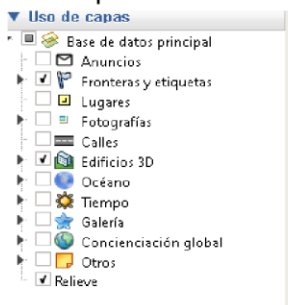 Uso de capas
Base de datos principal
Anuncios
Fronteras y etiquetas
Lugares
Fotografías
Calles
Edificios 3D
Océano
Tiempo
Galería
Concienciación global
Otros
Relieve